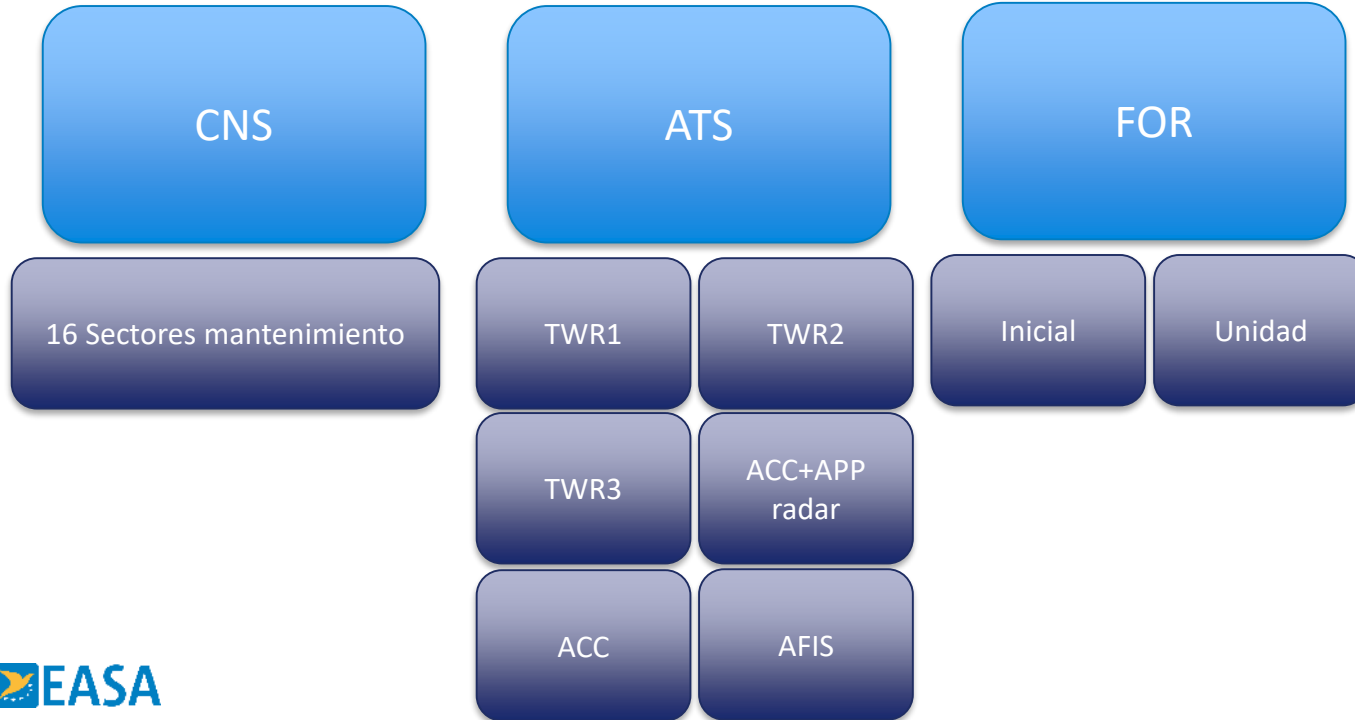 CNS
ATS
FOR
16 Sectores mantenimiento
TWR1
TWR2
Inicial
Unidad
TWR3
ACC+APP
radar
ACC
AFIS
EASA